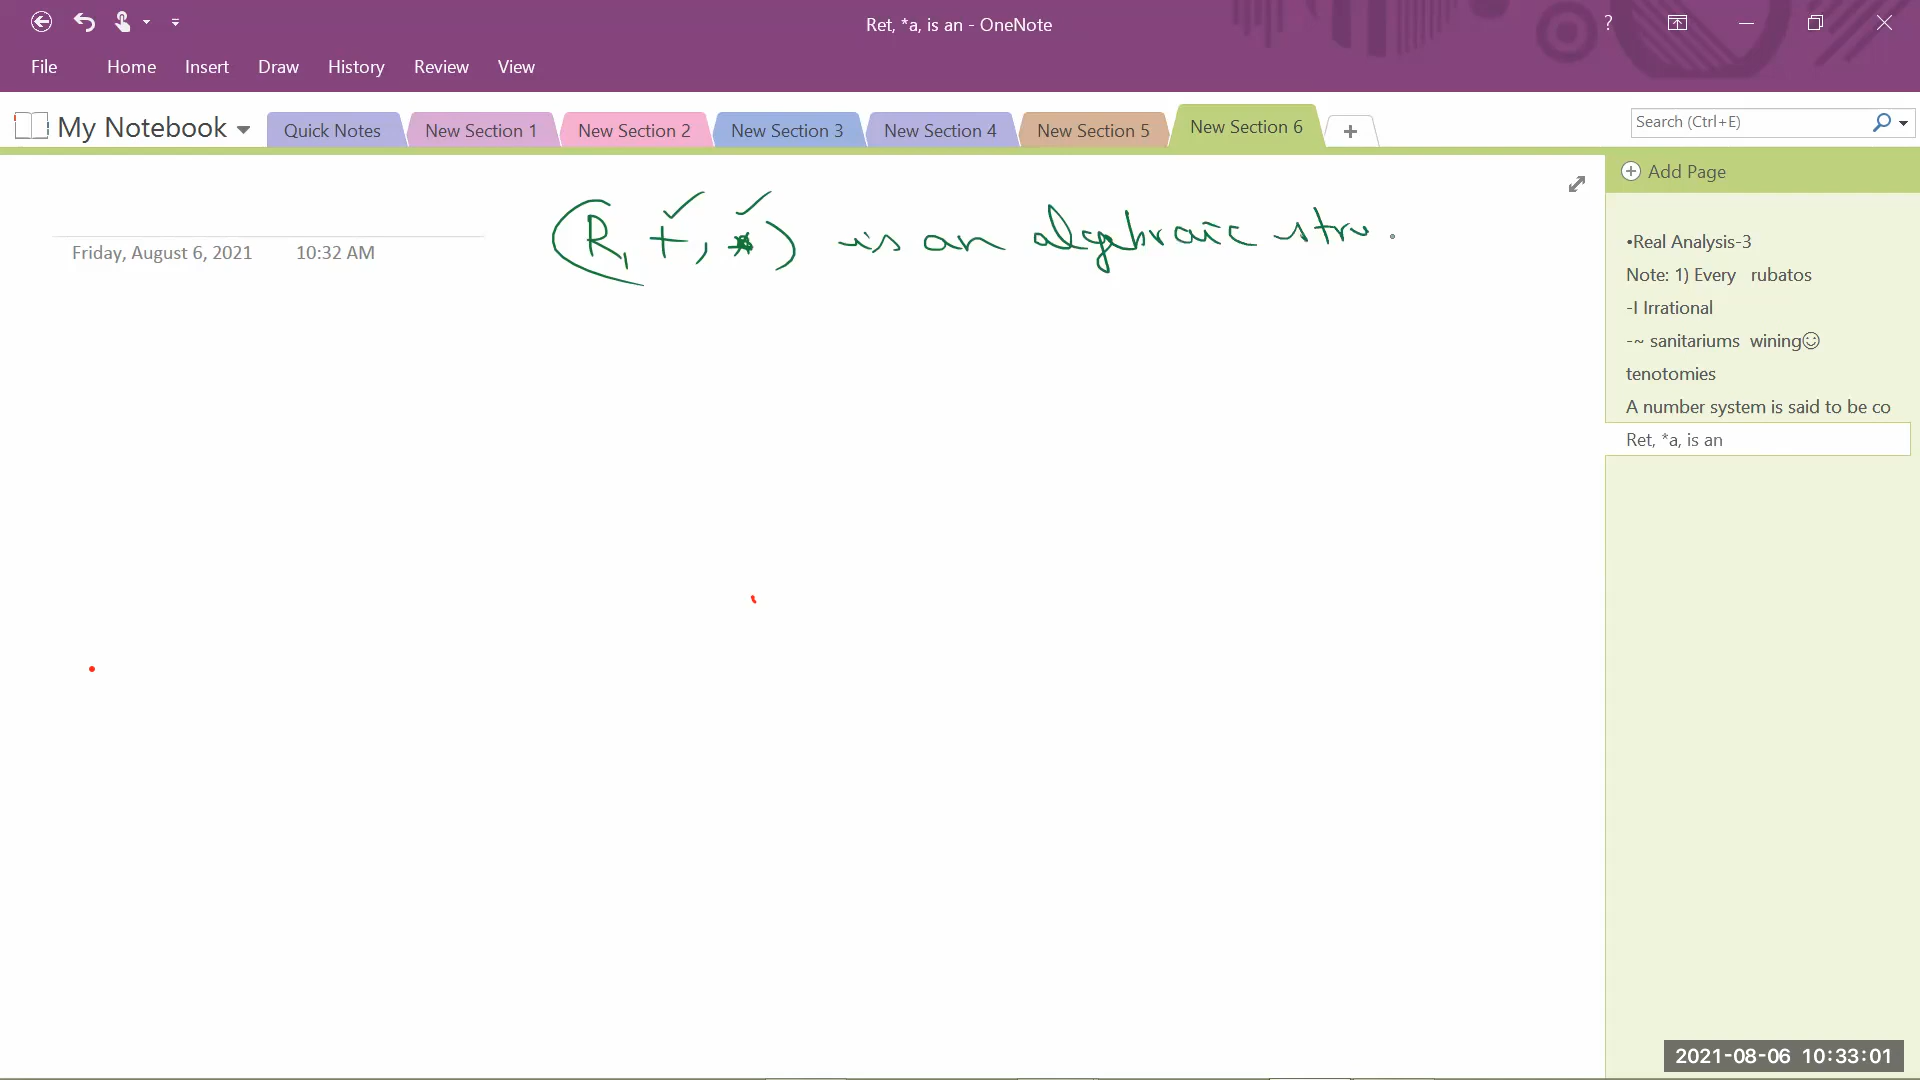 Ret, *a, is an - OneNote
?
File Home Insert Draw History Review View
My Notebook
Quick Notes New Section 1 New Section 2 New Section 3 New Section 4 New Section 5 New Section 6 +
Search (Ctrl+E)
Add Page
(R, +, *) is an algebraic stru
Friday, August 6, 2021 10:32 AM
•Real Analysis-3
Note: 1) Every rubatos
-I Irrational
-~ sanitariums wining☺
tenotomies
A number system is said to be co
Ret, *a, is an
2021-08-06 10:33:01